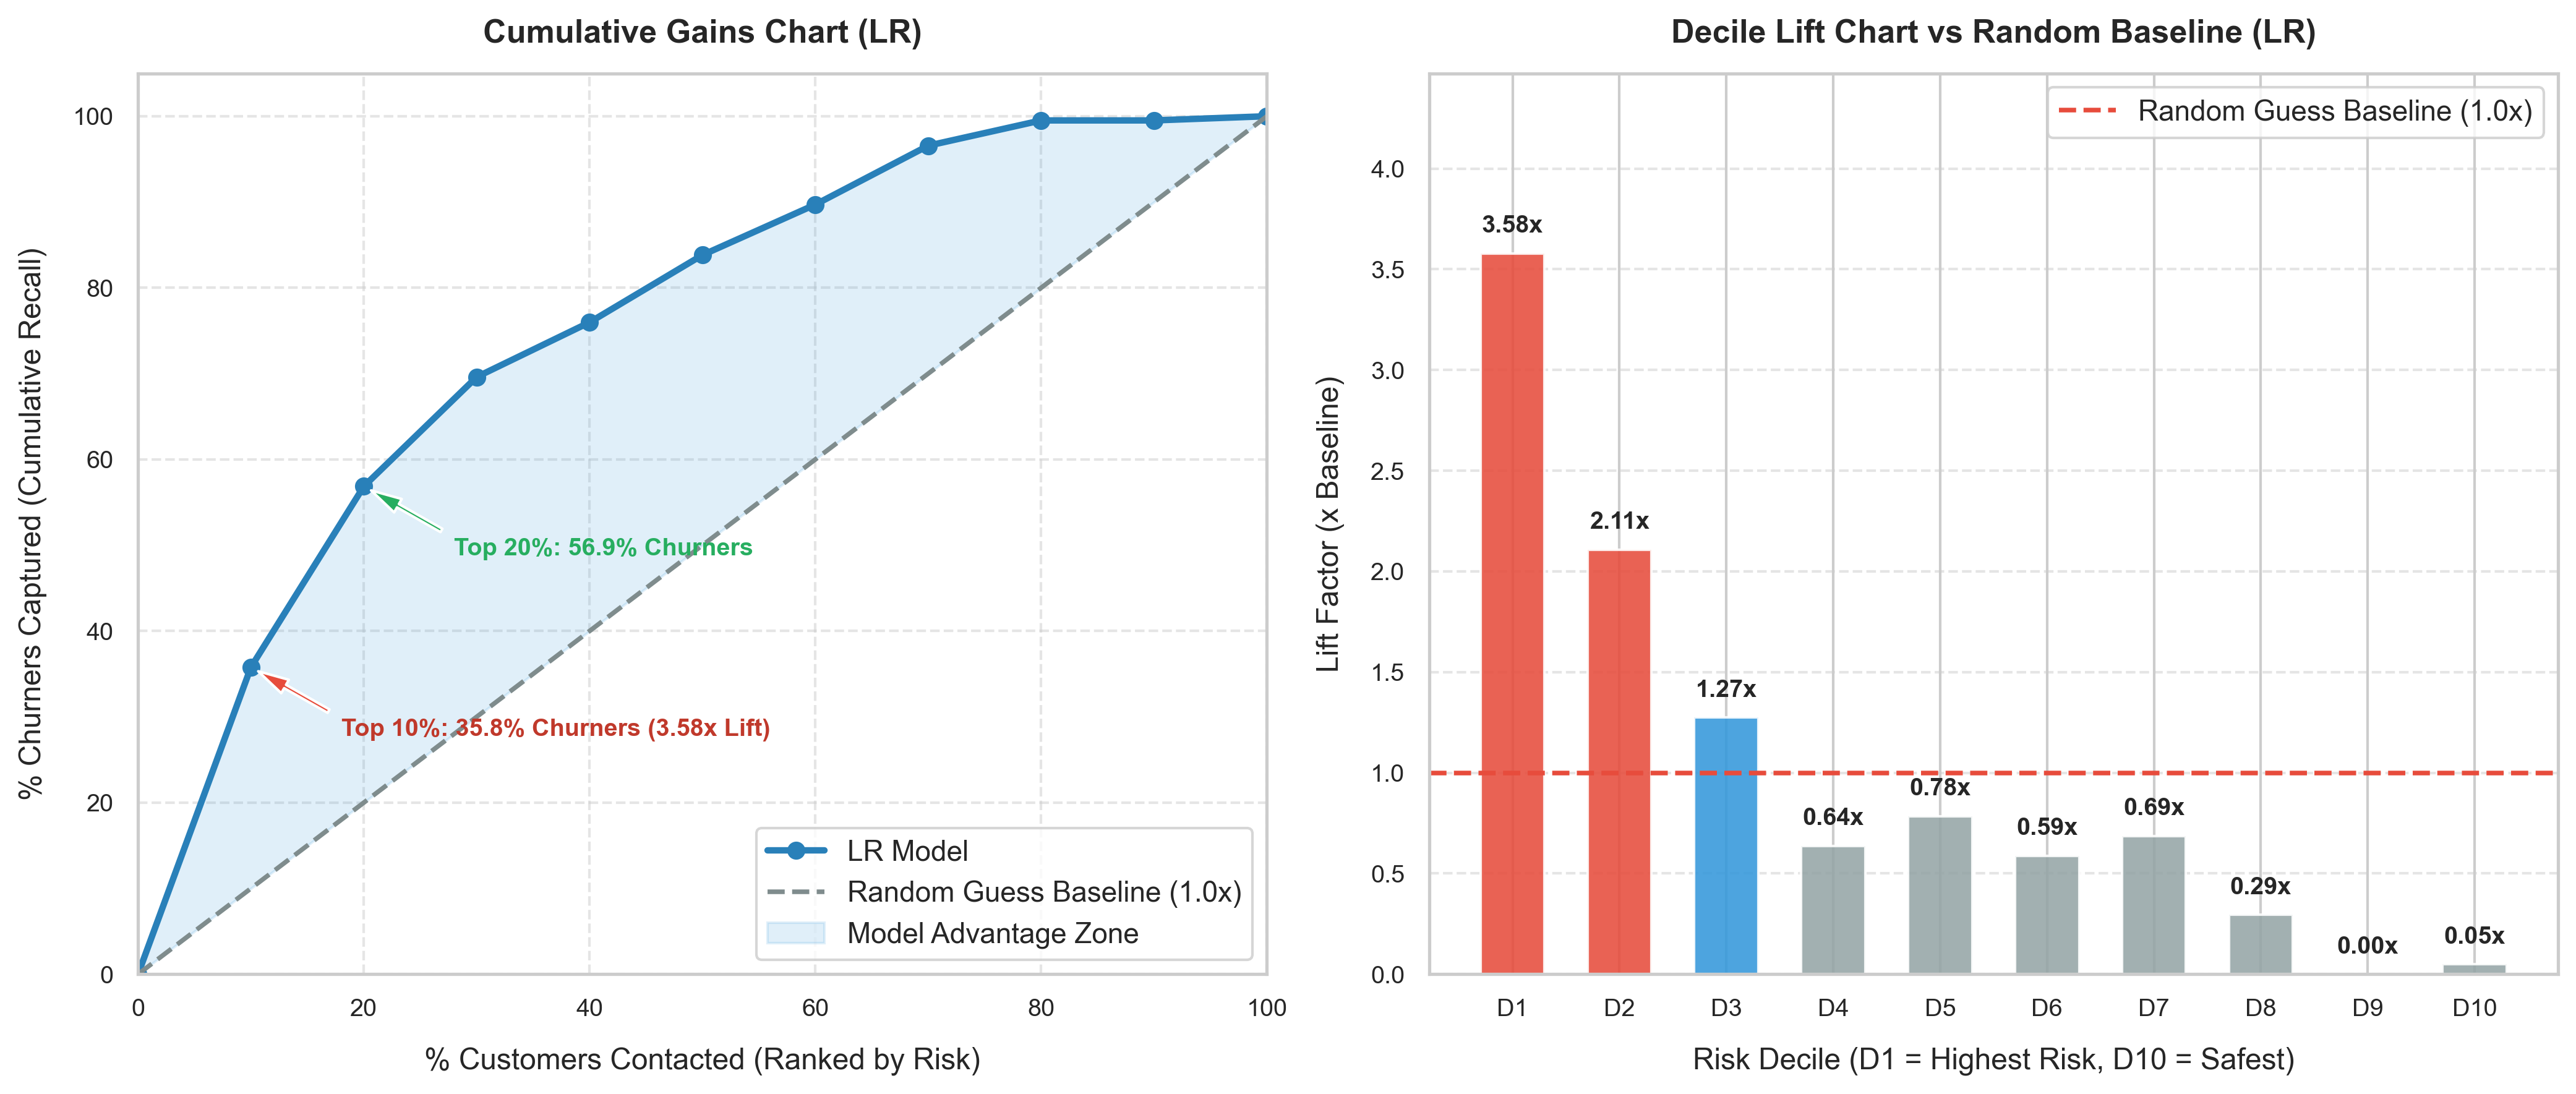 Cumulative Gains Chart (LR)
% Churners Captured (Cumulative Recall)
100
80
60
40
20
0
Top 20%: 56.9% Churners
Top 10%: 35.8% Churners (3.58x Lift)
LR Model
Random Guess Baseline (1.0x)
Model Advantage Zone
0 20 40 60 80 100
% Customers Contacted (Ranked by Risk)
Decile Lift Chart vs Random Baseline (LR)
Lift Factor (x Baseline)
Random Guess Baseline (1.0x)
4.0
3.5
3.0
2.5
2.0
1.5
1.0
0.5
0.0
3.58x
2.11x
1.27x
0.64x
0.78x
0.59x
0.69x
0.29x
0.00x
0.05x
D1 D2 D3 D4 D5 D6 D7 D8 D9 D10
Risk Decile (D1 = Highest Risk, D10 = Safest)